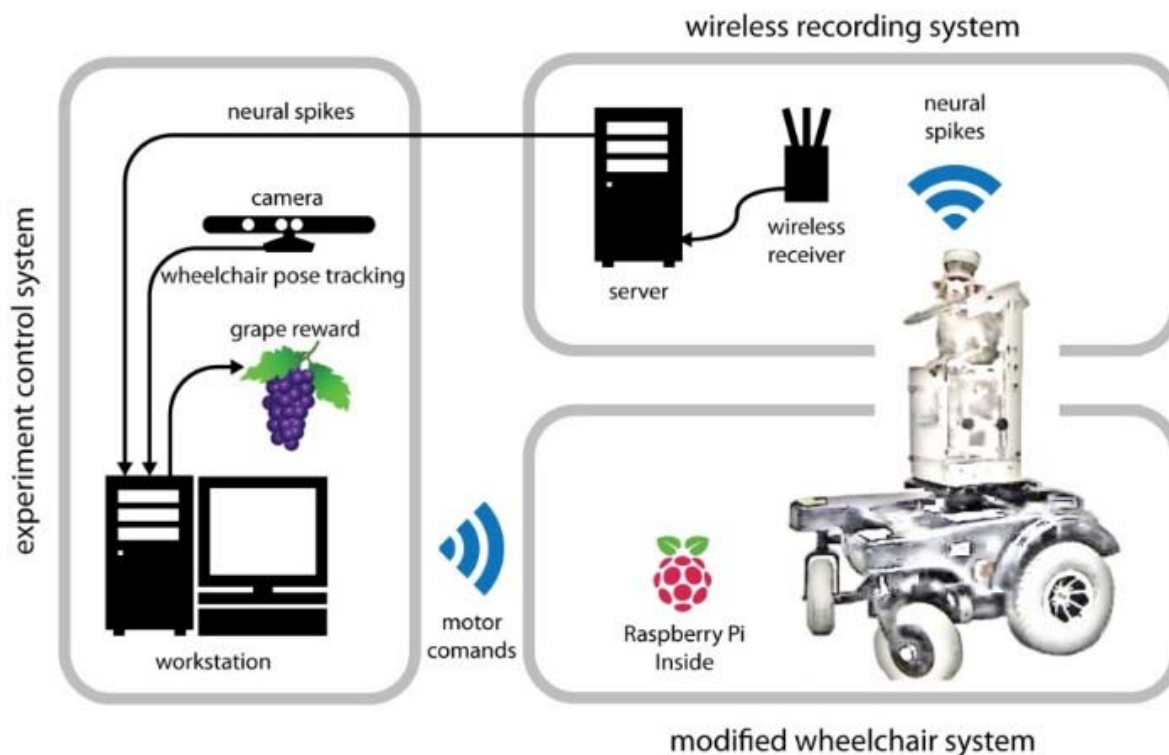 wireless recording system
neural spikes
neural
spikes
camera
wireless
receiver
wheelchair pose tracking
server
grape reward
experiment control system
motor
comands
Raspberry Pi
Inside
workstation
modified wheelchair system